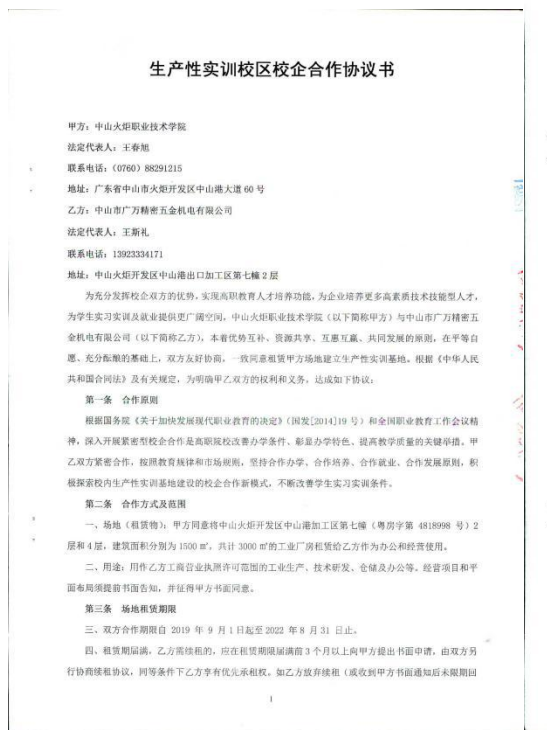 生产性实训校区校企合作协议书
甲方：中山火炬职业技术学院
法定代表人：王春旭
联系电话：(0760) 88291215
地址：广东省中山市火炬开发区中山港大道 60 号
乙方：中山市广万精密五金机电有限公司
法定代表人：王斯礼
联系电话：13923334171
地址：中山火炬开发区中山港出口加工区第七幢 2 层
为充分发挥校企双方的优势，实现高职教育人才培养功能，为企业培养更多高素质技术技能型人才，
为学生实习实训及就业提供更广阔空间，中山火炬职业技术学院（以下简称甲方）与中山市广万精密五
金机电有限公司（以下简称乙方），本着优势互补、资源共享、互惠互赢、共同发展的原则，在平等自
愿、充分酝酿的基础上，双方友好协商，一致同意租赁甲方场地建立生产性实训基地。根据《中华人民
共和国合同法》及有关规定，为明确甲乙双方的权利和义务，达成如下协议：
第一条 合作原则
根据国务院《关于加快发展现代职业教育的决定》（国发[2014]19 号）和全国职业教育工作会议精
神，深入开展紧密型校企合作是高职院校改善办学条件、彰显办学特色、提高教学质量的关键举措。甲
乙双方紧密合作，按照教育规律和市场规则，坚持合作办学、合作培养、合作就业、合作发展原则，积
极探索校内生产性实训基地建设的校企合作新模式，不断改善学生实习实训条件。
第二条 合作方式及范围
一、场地（租赁物）：甲方同意将中山火炬开发区中山港加工区第七幢（粤房字第 4818998 号）2
层和 4 层，建筑面积分别为 1500 ㎡，共计 3000 ㎡的工业厂房租赁给乙方作为办公和经营使用。
二、用途：用作乙方工商营业执照许可范围的工业生产、技术研发、仓储及办公等。经营项目和平
面布局须提前书面告知，并征得甲方书面同意。
第三条 场地租赁期限
三、双方合作期限自 2019 年 9 月 1 日起至 2022 年 8 月 31 日止。
四、租赁期届满，乙方需续租的，应在租赁期限届满前 3 个月以上向甲方提出书面申请，由双方另
行协商续租协议，同等条件下乙方享有优先承租权。如乙方放弃续租（或收到甲方书面通知后未限期回
1